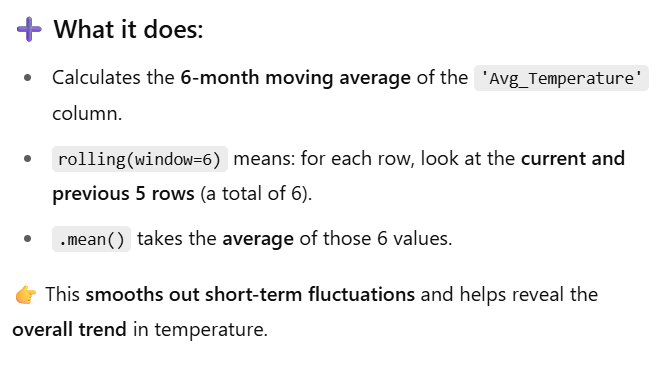 What it does:
Calculates the 6-month moving average of the 'Avg_Temperature'
column.
rolling(window=6) means: for each row, look at the current and
previous 5 rows (a total of 6).
.mean() takes the average of those 6 values.
This smooths out short-term fluctuations and helps reveal the
overall trend in temperature.